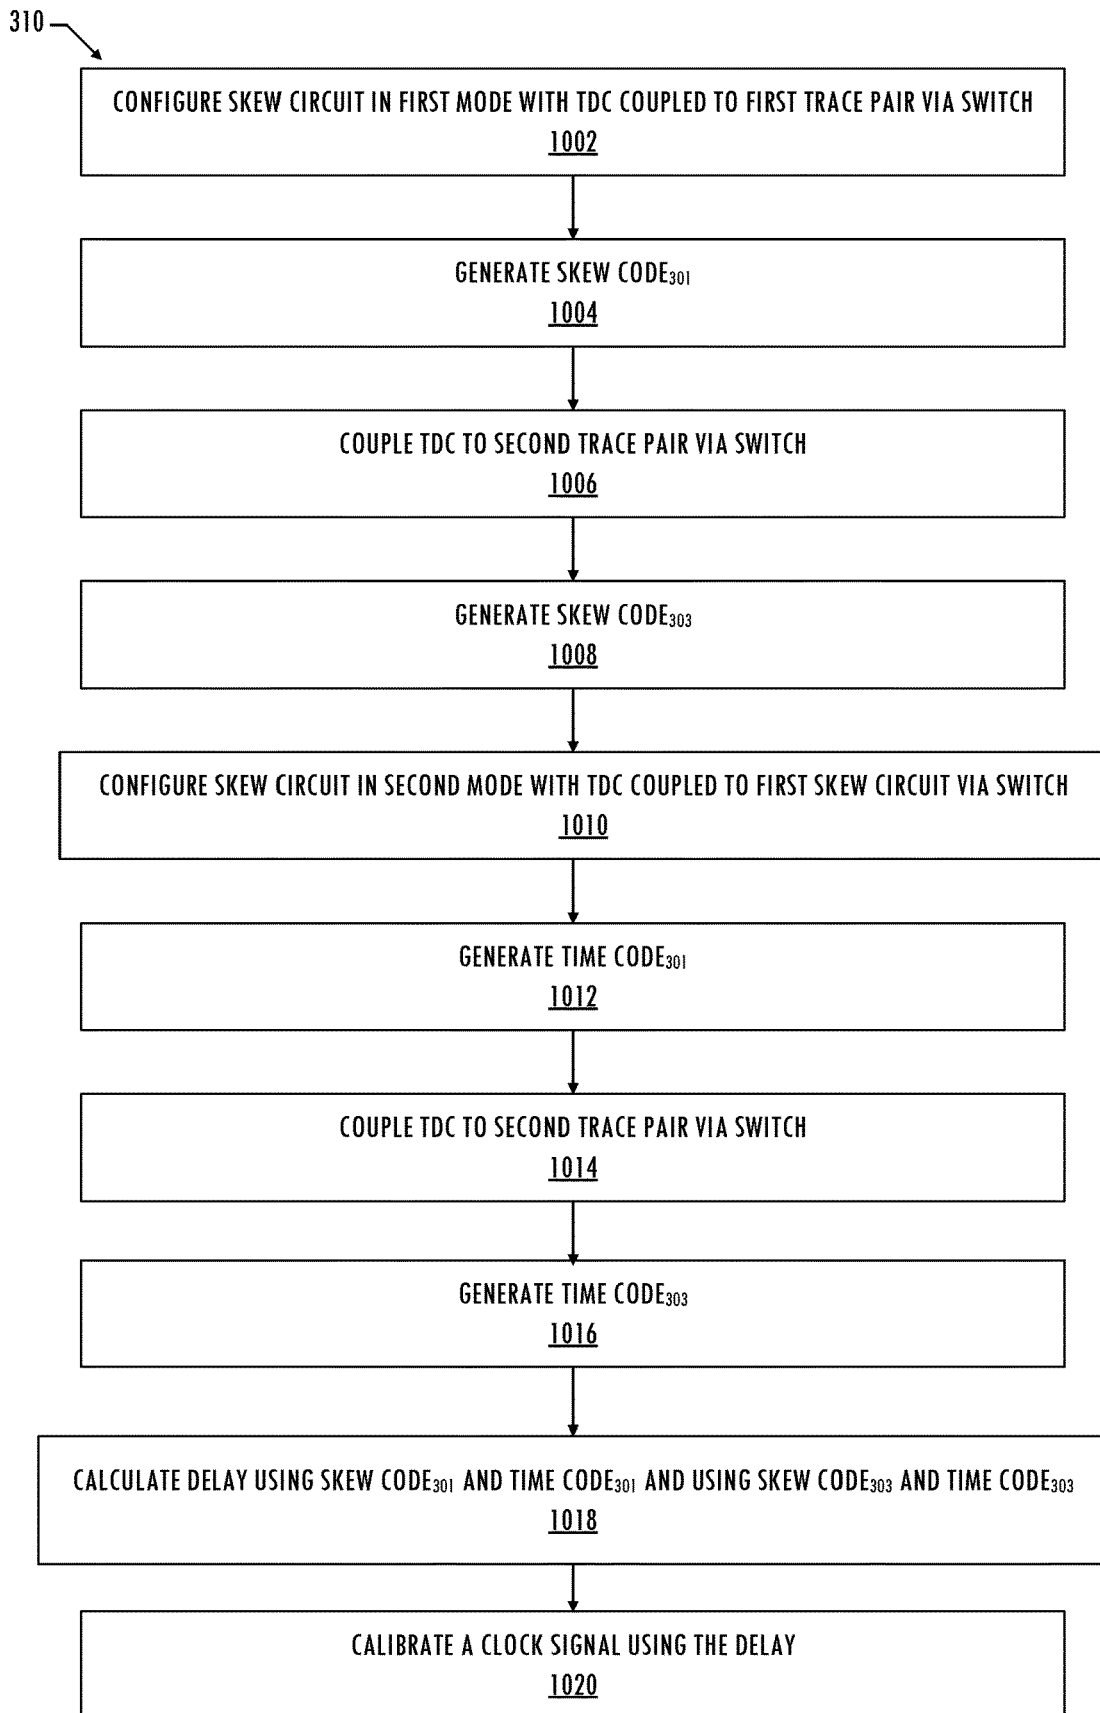 310
CONFIGURE SKEW CIRCUIT IN FIRST MODE WITH TDC COUPLED TO FIRST TRACE PAIR VIA SWITCH
1002
GENERATE SKEW CODE₃₀₁
1004
COUPLE TDC TO SECOND TRACE PAIR VIA SWITCH
1006
GENERATE SKEW CODE₃₀₃
1008
CONFIGURE SKEW CIRCUIT IN SECOND MODE WITH TDC COUPLED TO FIRST SKEW CIRCUIT VIA SWITCH
1010
GENERATE TIME CODE₃₀₁
1012
COUPLE TDC TO SECOND TRACE PAIR VIA SWITCH
1014
GENERATE TIME CODE₃₀₃
1016
CALCULATE DELAY USING SKEW CODE₃₀₁ AND TIME CODE₃₀₁ AND USING SKEW CODE₃₀₃ AND TIME CODE₃₀₃
1018
CALIBRATE A CLOCK SIGNAL USING THE DELAY
1020